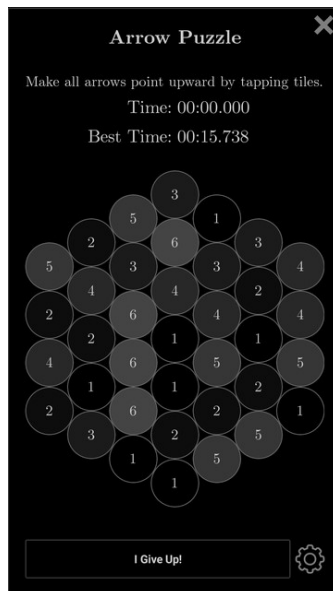 Arrow Puzzle
Make all arrows point upward by tapping tiles.
Time: 00:00.000
Best Time: 00:15.738
3
5 1
2 6 3
5 3 3 4
4 4 2
2 6 4 4
2 1 1
4 6 5 5
1 1 2
2 6 2 1
3 2 5
1 5
1
I Give Up!